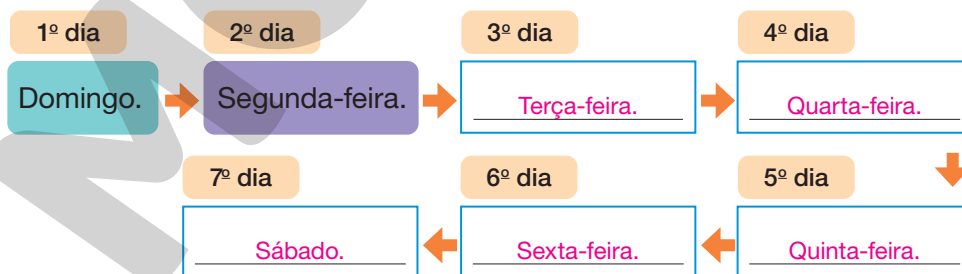 1º dia
2º dia
3º dia
4º dia
Domingo.
Segunda-feira.
Terça-feira.
Quarta-feira.
7º dia
6º dia
5º dia
Sábado.
Sexta-feira.
Quinta-feira.